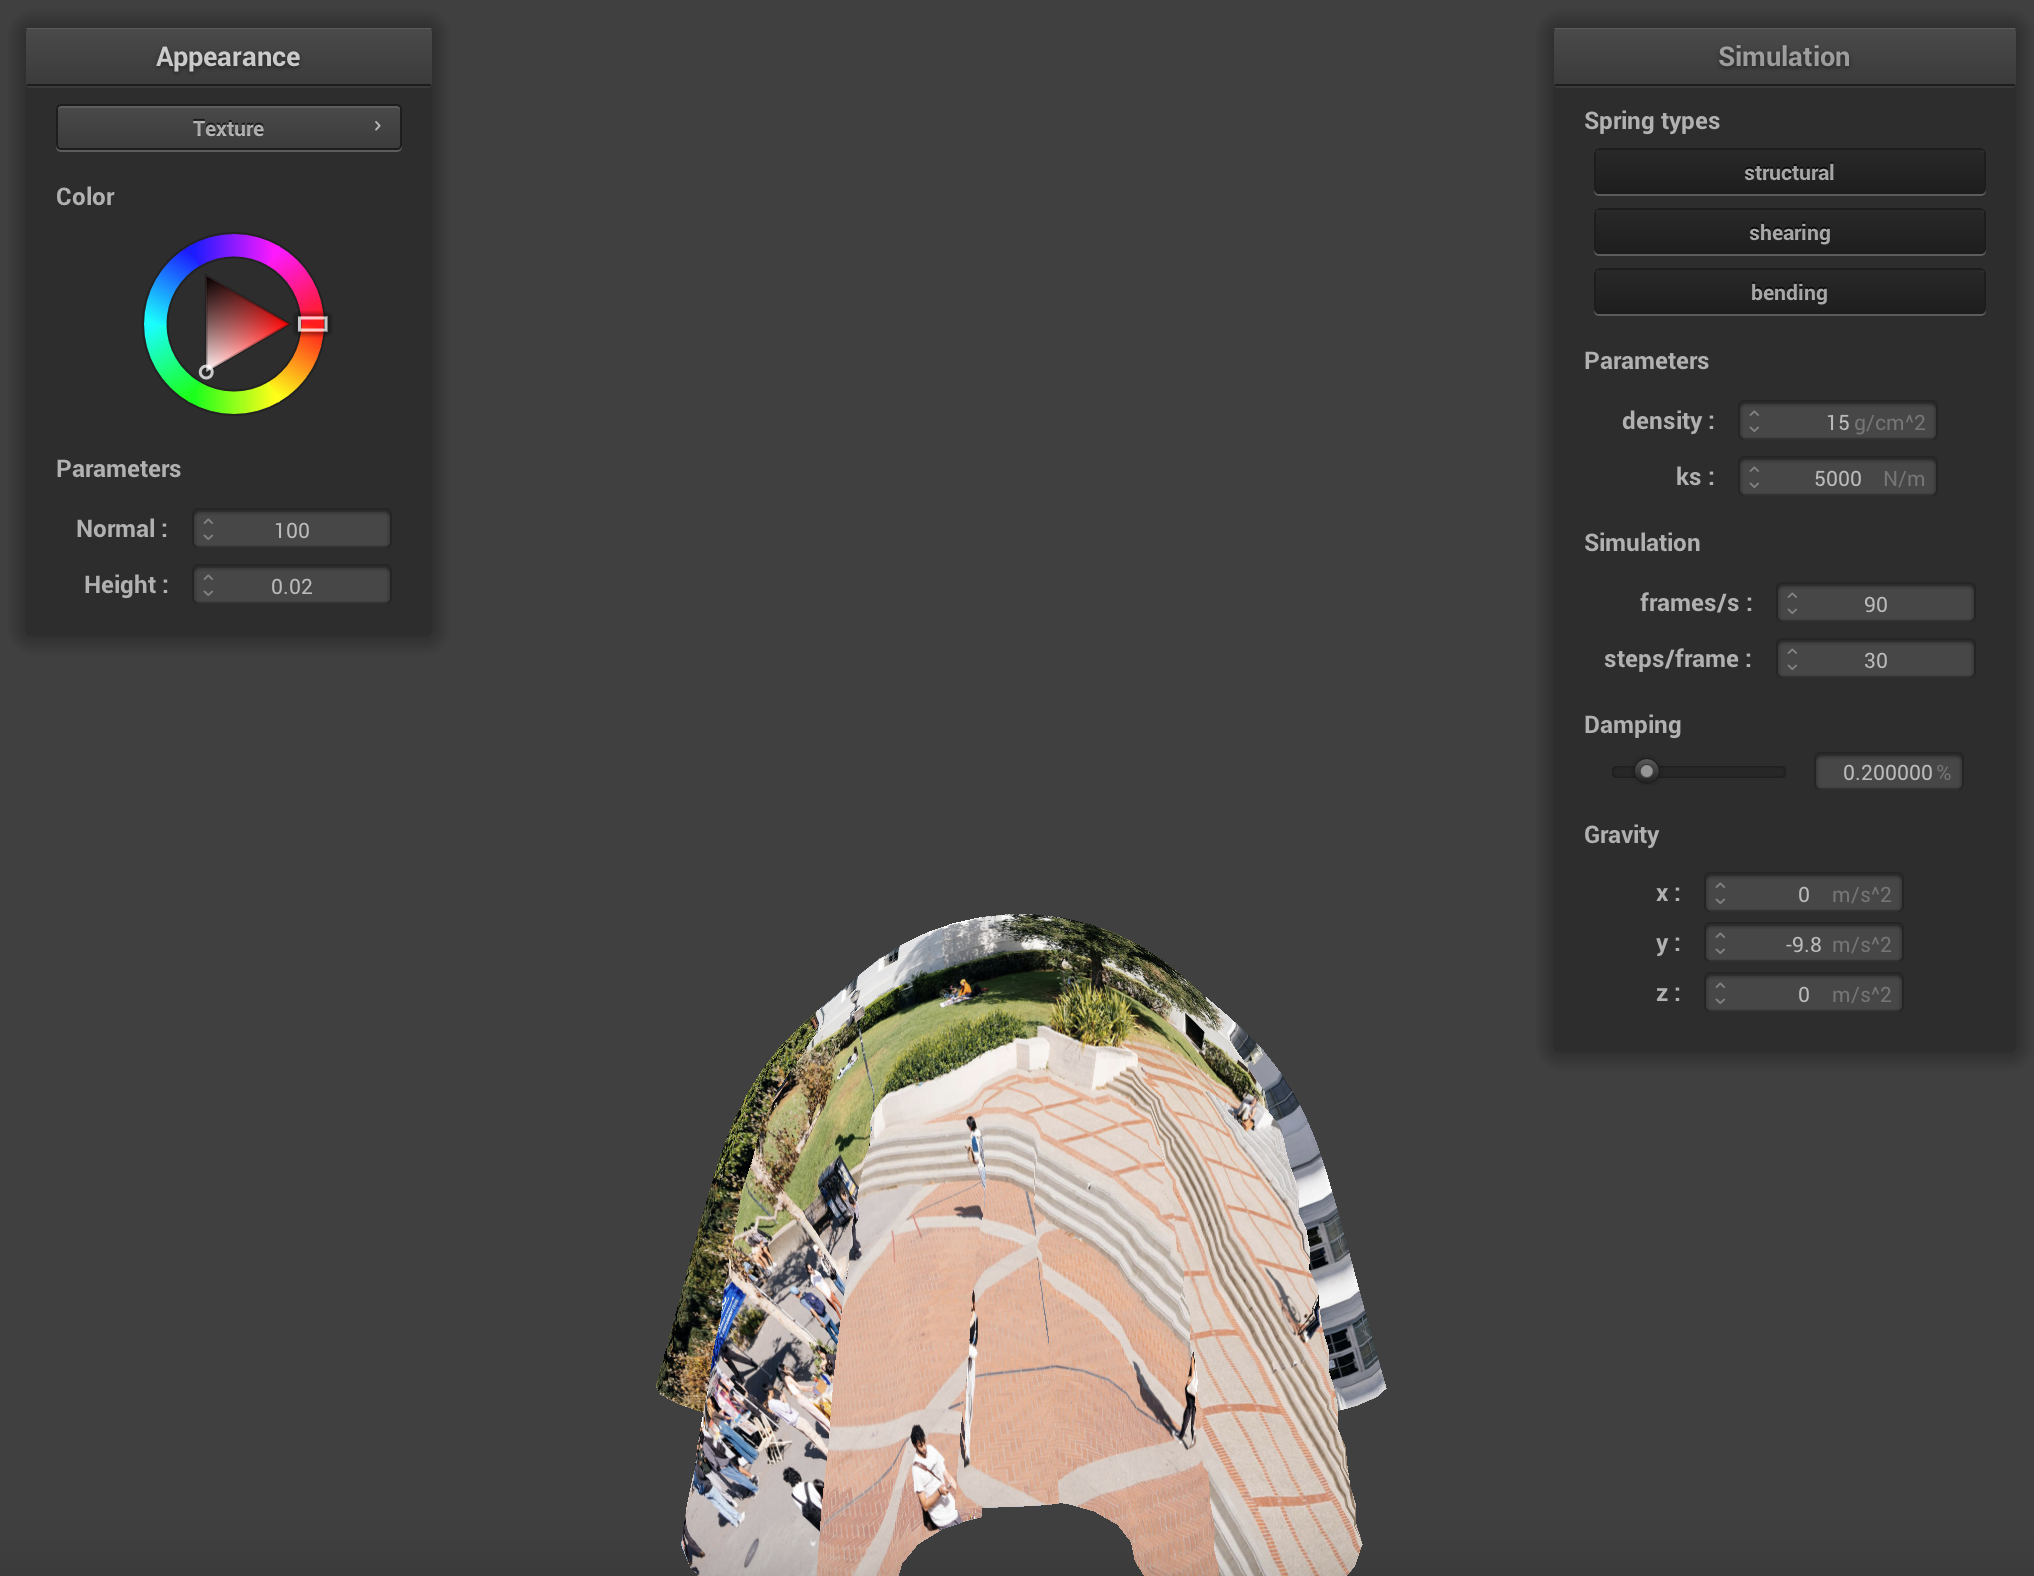 Appearance
Texture
Color
Parameters
Normal : 100
Height : 0.02
Simulation
Spring types
structural
shearing
bending
Parameters
density : 15 g/cm^2
ks : 5000 N/m
Simulation
frames/s : 90
steps/frame : 30
Damping
0.200000 %
Gravity
x : 0 m/s^2
y : -9.8 m/s^2
z : 0 m/s^2